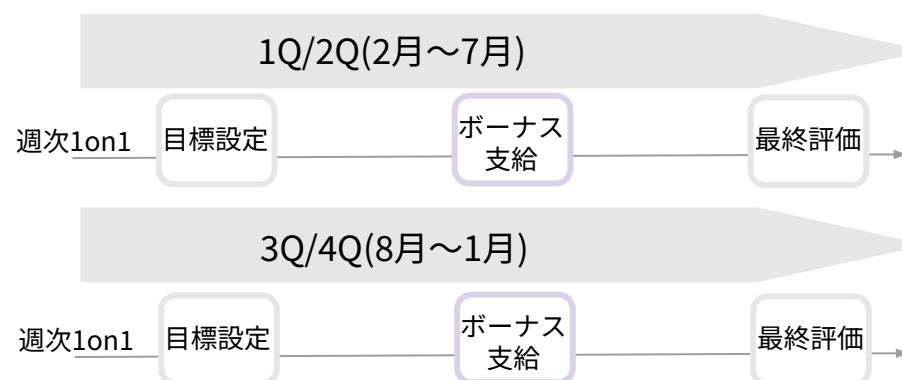 1Q/2Q(2月〜7月)
週次1on1
目標設定
ボーナス
支給
最終評価
3Q/4Q(8月〜1月)
週次1on1
目標設定
ボーナス
支給
最終評価